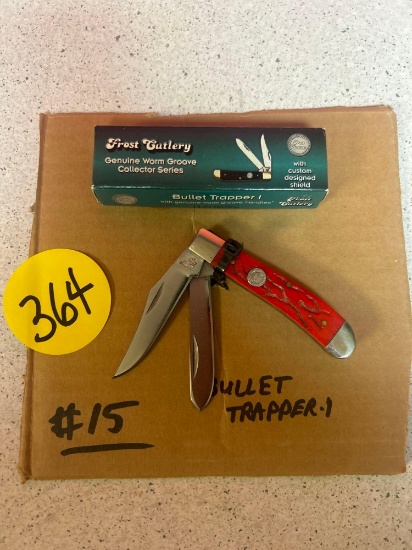 Frost Cutlery
Genuine Worm Groove
Collector Series
with
custom
designed
shield
Bullet Trapper I
with genuine worm groove handles
Frost
Cutlery
364
#15
BULLET
TRAPPER·1